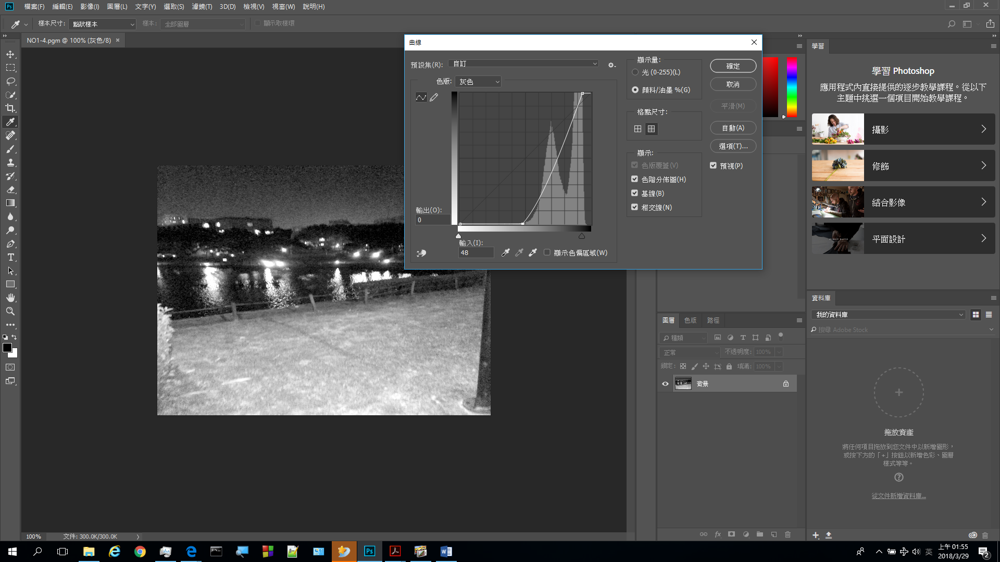 Ps 檔案(F) 編輯(E) 影像(I) 圖層(L) 文字(Y) 選取(S) 濾鏡(T) 3D(D) 檢視(V) 視窗(W) 說明(H)
樣本尺寸: 點狀樣本 樣本: 全部圖層 顯示取樣環
NO1-4.pgm @ 100% (灰色/8) ×
曲線
預設集(R): 自訂
色版: 灰色
輸出(O):
0
輸入(I):
48
顯示色偏區域(W)
顯示量:
光 (0-255)(L)
顏料/油墨 %(G)
格點尺寸:
顯示:
色版覆蓋(V)
色階分佈圖(H)
基線(B)
相交線(N)
確定
取消
平滑(M)
自動(A)
選項(T)...
預視(P)
學習
學習 Photoshop
應用程式內直接提供的逐步教學課程。從以下
主題中挑選一個項目開始教學課程。
攝影
修飾
結合影像
FIRST DATE
平面設計
資料庫
我的資料庫
搜尋 Adobe Stock
拖放資產
將任何項目拖放到您文件中以新增圖形，
或按下方的「+」按鈕以新增色彩、圖層
樣式等等。
從文件新增資料庫...
圖層 色版 路徑
種類
正常 不透明度: 100%
鎖定: 填滿: 100%
背景
fx
100% 文件: 300.0K/300.0K
英
上午 01:55
2018/3/29
2